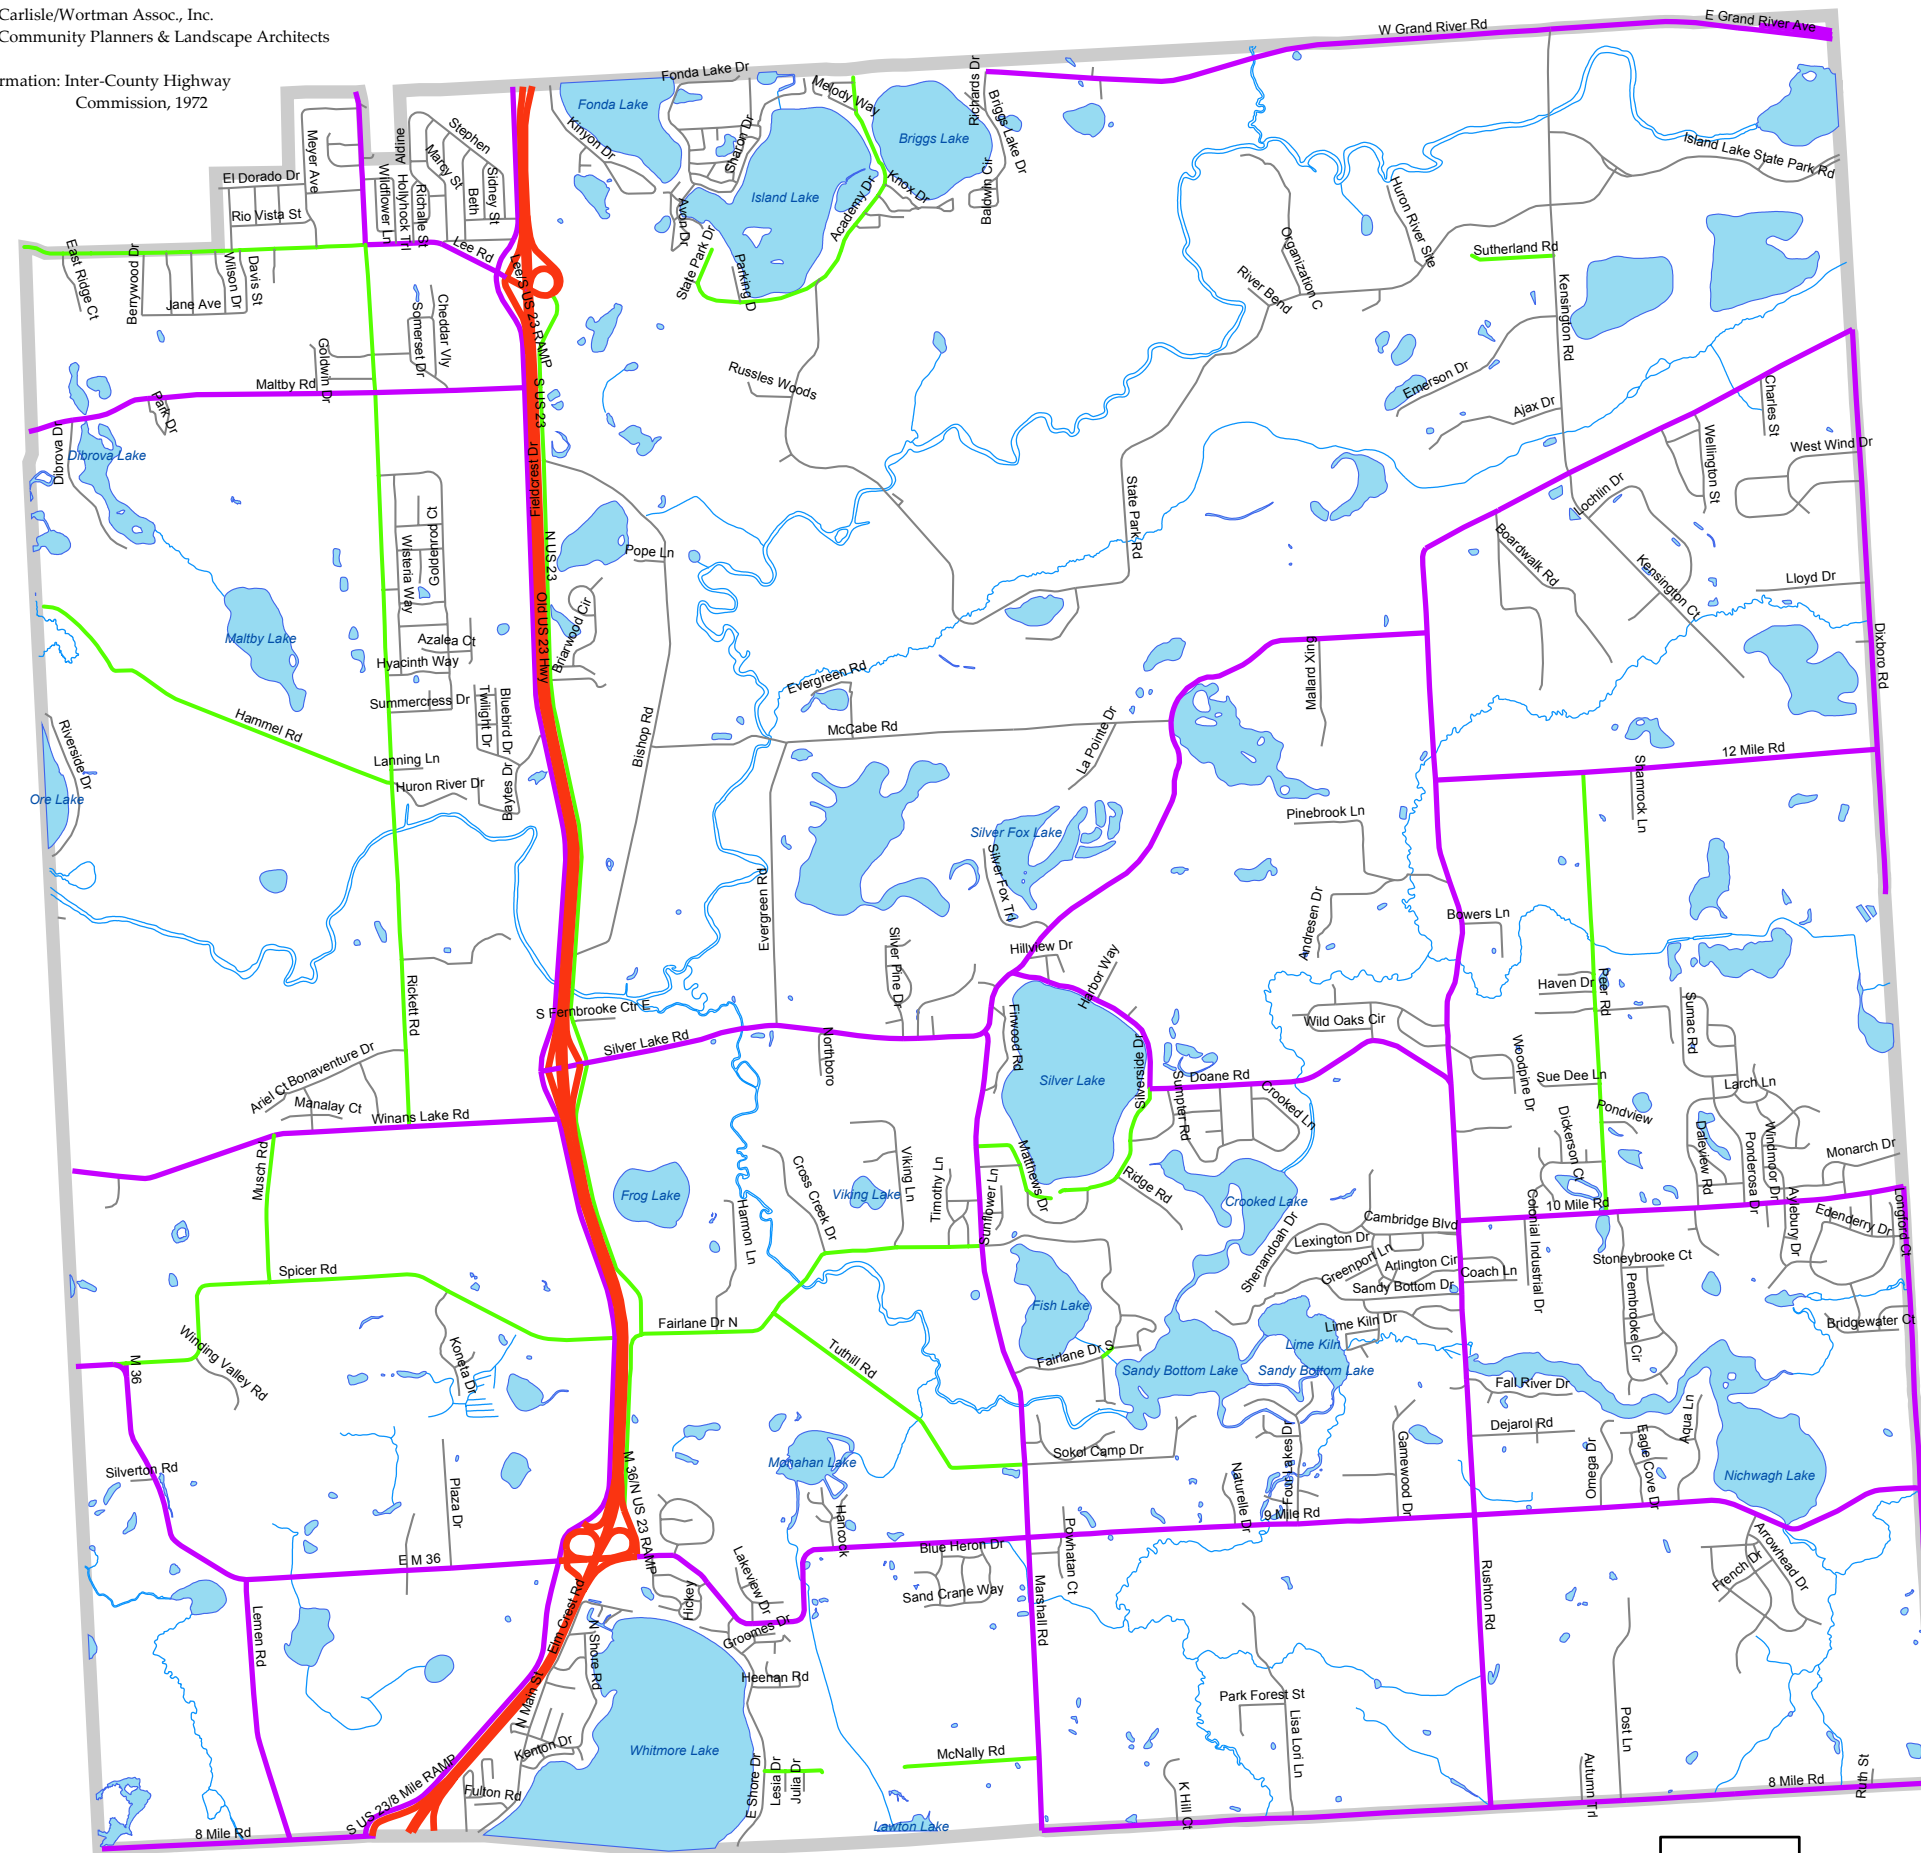 Carlisle/Wortman Assoc., Inc.
Community Planners & Landscape Architects
rmation: Inter-County Highway
Commission, 1972
W Grand River Rd
E Grand River Ave
Fonda Lake Dr
Melody Way
Richards Dr
Briggs Lake Dr
Fonda Lake
Briggs Lake
Kinyon Dr
Sharon Dr
Island Lake
Academy Dr
Knox Dr
Baldwin Cir
Avon Dr
State Park Dr
Parking D
Meyer Ave
Aldine
Stephen
Marcy St
Sidney St
Beth
Richalle St
Hollyhock Trl
Wildflower Ln
El Dorado Dr
Rio Vista St
Lee Rd
Lee/S US 23 RAMP
East Ridge Ct
Berrywood Dr
Wilson Dr
Davis St
Jane Ave
Cheddar Vly
Somerset Dr
Goldwin Dr
Maltby Rd
Park Dr
Dibrova Dr
Dibrova Lake
S US 23
Fieldcrest Dr
N US 23
Old US 23 Hwy
Russles Woods
Island Lake State Park Rd
Huron River Site
Organization C
River Bend
Sutherland Rd
Kensington Rd
Emerson Dr
Ajax Dr
Charles St
Wellington St
West Wind Dr
Lochlin Dr
Boardwalk Rd
Kensington Ct
Lloyd Dr
Dixboro Rd
State Park Rd
Pope Ln
Briarwood Cir
Goldenrod Ct
Wisteria Way
Azalea Ct
Hyacinth Way
Summercress Dr
Twilight Dr
Bluebird Dr
Maltby Lake
Hammel Rd
Lanning Ln
Huron River Dr
Baytes Dr
Riverside Dr
Ore Lake
Bishop Rd
Evergreen Rd
McCabe Rd
La Pointe Dr
Mallard Xing
12 Mile Rd
Shamrock Ln
Pinebrook Ln
Silver Fox Lake
Silver Fox Trl
Evergreen Rd
Andresen Dr
Bowers Ln
Hillview Dr
Harbor Way
Silver Pine Dr
Rickett Rd
S Fernbrooke Ctr E
Silver Lake Rd
Northboro
Firwood Rd
Silver Lake
Silverside Dr
Wild Oaks Cir
Haven Dr
Peer Rd
Sumac Rd
Woodpine Dr
Sue Dee Ln
Pondview
Larch Ln
Doane Rd
Crooked Ln
Sumpter Rd
Ariel Ct
Bonaventure Dr
Manalay Ct
Winans Lake Rd
Musch Rd
Dickerson Ct
Daleview Rd
Ponderosa Dr
Windmoor Dr
Monarch Dr
Matthews Dr
Ridge Rd
Cross Creek Dr
Viking Ln
Viking Lake
Timothy Ln
Sunflower Ln
Harmon Ln
Frog Lake
Crooked Lake
Cambridge Blvd
Lexington Dr
Shenandoah Dr
Greenport Ln
Arlington Cir
Sandy Bottom Dr
Coach Ln
Colonial Industrial Dr
10 Mile Rd
Stoneybrooke Ct
Pembrooke Cir
Aylebury Dr
Edenderry Dr
Longford Ct
Bridgewater Ct
Spicer Rd
Fairlane Dr N
Tuthill Rd
Fish Lake
Fairlane Dr S
Lime Kiln Dr
Lime Kiln
Sandy Bottom Lake
Sandy Bottom Lake
Winding Valley Rd
M 36
Koneta Dr
Fall River Dr
Dejarol Rd
Omega Dr
Eagle Cove Dr
Aqua Ln
Nichwagh Lake
Gamewood Dr
Four Lakes Dr
Naturelle Dr
Sokol Camp Dr
Silverton Rd
Plaza Dr
M 36/N US 23 RAMP
Monahan Lake
Hancock
9 Mile Rd
Powhatan Ct
Blue Heron Dr
Sand Crane Way
Marshall Rd
Rushton Rd
Arrowhead Dr
French Dr
E M 36
Lemen Rd
Elm Crest Rd
N Shore Rd
Hickey
Lakeview Dr
Groomes Dr
Heenan Rd
N Main St
Kenton Dr
Fulton Rd
Whitmore Lake
E Shore Dr
Lesia Dr
Julia Dr
McNally Rd
Lawton Lake
Park Forest St
Lisa Lori Ln
K Hill Ct
Post Ln
Autumn Trl
8 Mile Rd
Ruth St
S US 23/8 Mile RAMP
8 Mile Rd